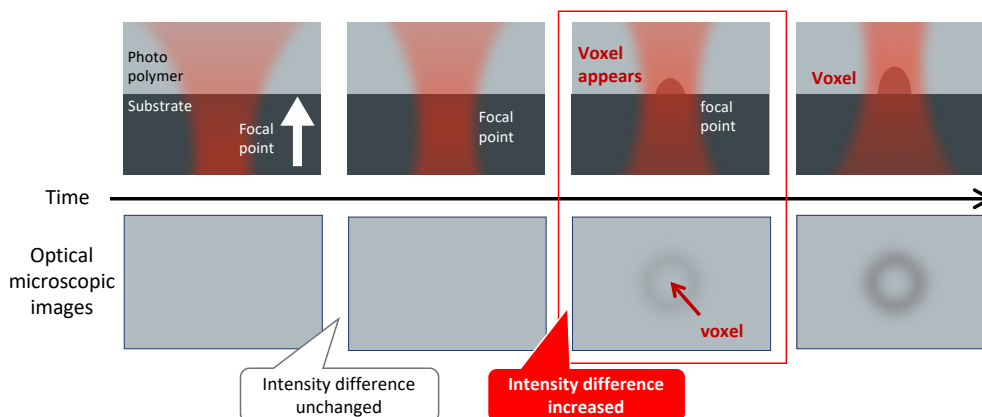 Photo
polymer
Substrate
Focal
point
Focal
point
Voxel
appears
focal
point
Voxel
Time
Optical
microscopic
images
voxel
Intensity difference
unchanged
Intensity difference
increased